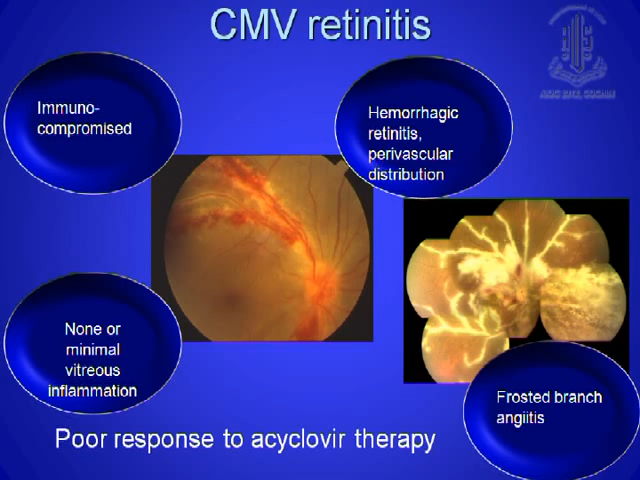 CMV retinitis
Immuno-
compromised
Hemorrhagic
retinitis,
perivascular
distribution
None or
minimal
vitreous
inflammation
Frosted branch
angiitis
Poor response to acyclovir therapy